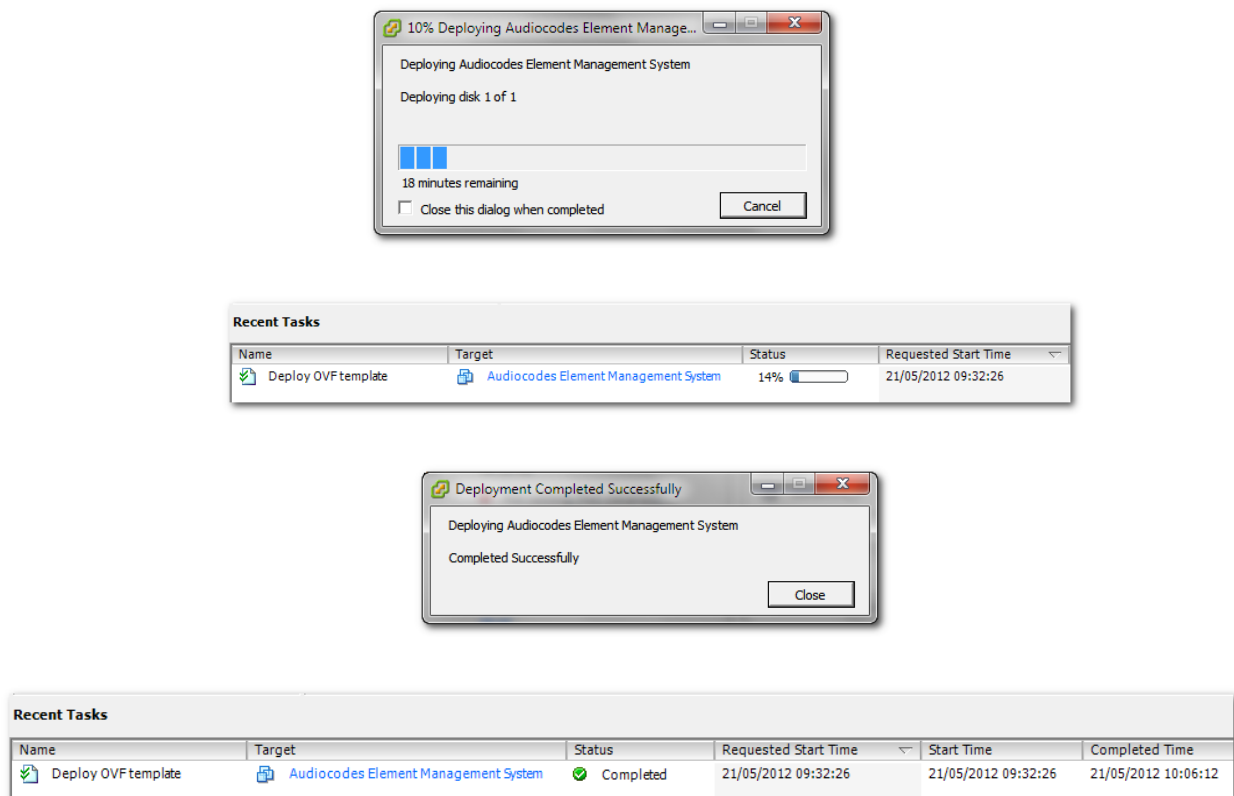 10% Deploying Audiocodes Element Manage...
Deploying Audiocodes Element Management System
Deploying disk 1 of 1
18 minutes remaining
Close this dialog when completed Cancel
Recent Tasks
Name Target Status Requested Start Time
Deploy OVF template Audiocodes Element Management System 14% 21/05/2012 09:32:26
Deployment Completed Successfully
Deploying Audiocodes Element Management System
Completed Successfully
Close
Recent Tasks
Name Target Status Requested Start Time Start Time Completed Time
Deploy OVF template Audiocodes Element Management System Completed 21/05/2012 09:32:26 21/05/2012 09:32:26 21/05/2012 10:06:12